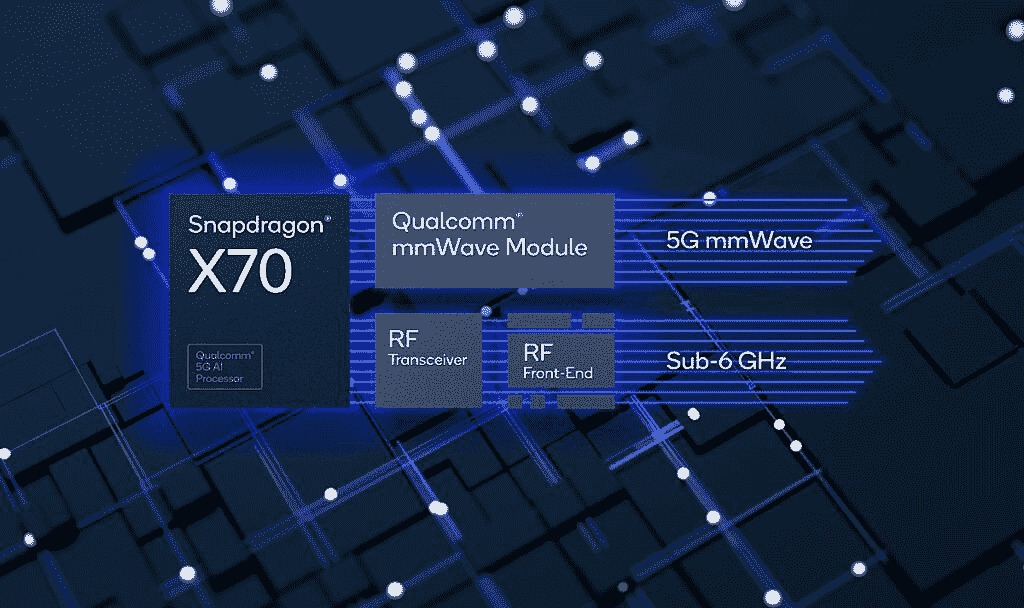 Snapdragon®
X70
Qualcomm®
5G AI
Processor
Qualcomm®
mmWave Module
5G mmWave
RF
Transceiver
RF
Front-End
Sub-6 GHz